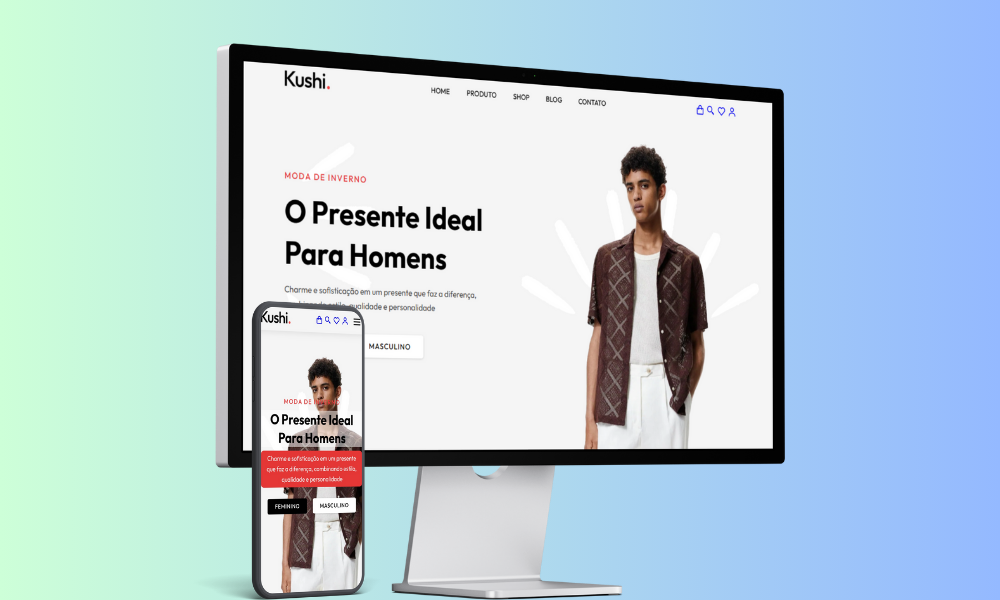 Kushi.
HOME PRODUTO SHOP BLOG CONTATO
MODA DE INVERNO
O Presente Ideal
Para Homens
Charme e sofisticação em um presente que faz a diferença,
qualidade e personalidade
MASCULINO
Kushi.
MODA DE INVERNO
O Presente Ideal
Para Homens
Charme e sofisticação em um presente
que faz a diferença, combinando estilo,
qualidade e personalidade
FEMININO MASCULINO